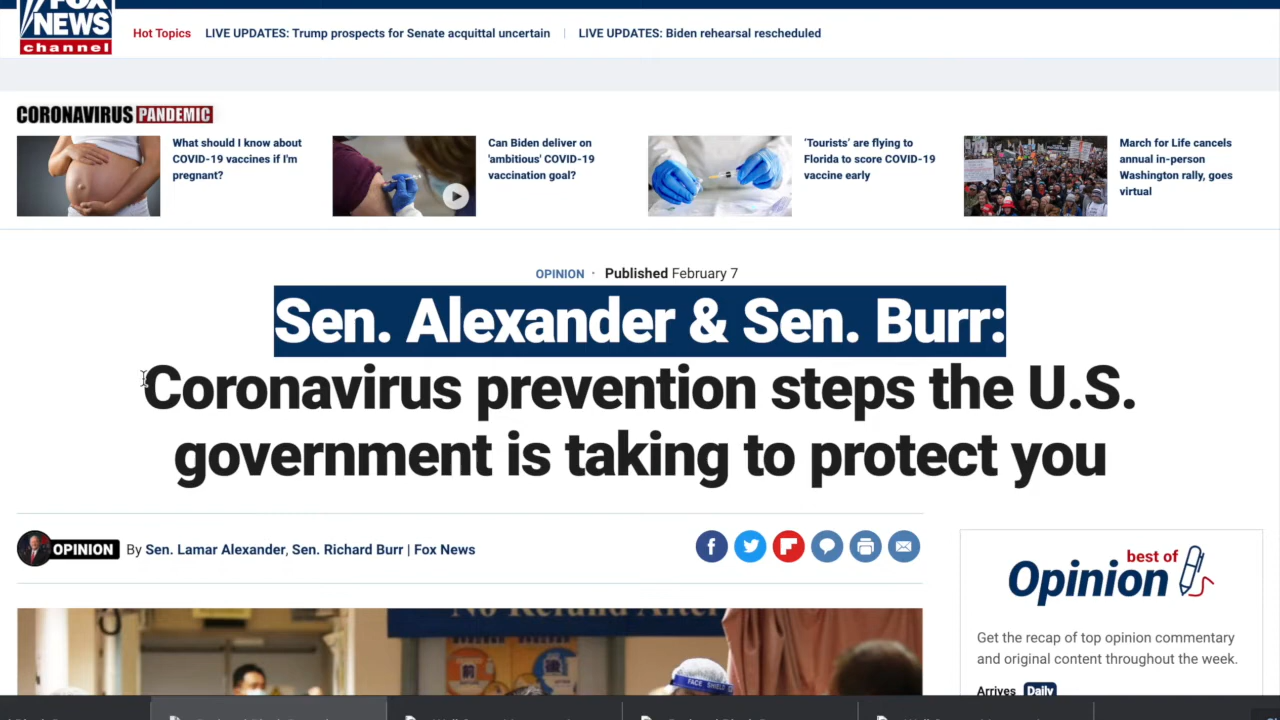 FOX
NEWS
channel
Hot Topics
LIVE UPDATES: Trump prospects for Senate acquittal uncertain
LIVE UPDATES: Biden rehearsal rescheduled
CORONAVIRUS PANDEMIC
What should I know about
COVID-19 vaccines if I'm
pregnant?
Can Biden deliver on
'ambitious' COVID-19
vaccination goal?
'Tourists' are flying to
Florida to score COVID-19
vaccine early
March for Life cancels
annual in-person
Washington rally, goes
virtual
OPINION · Published February 7
Sen. Alexander & Sen. Burr:
Coronavirus prevention steps the U.S.
government is taking to protect you
OPINION
By Sen. Lamar Alexander, Sen. Richard Burr | Fox News
best of
Opinion
Get the recap of top opinion commentary
and original content throughout the week.
Arrives Daily
No Refund After
FACE SHIELD